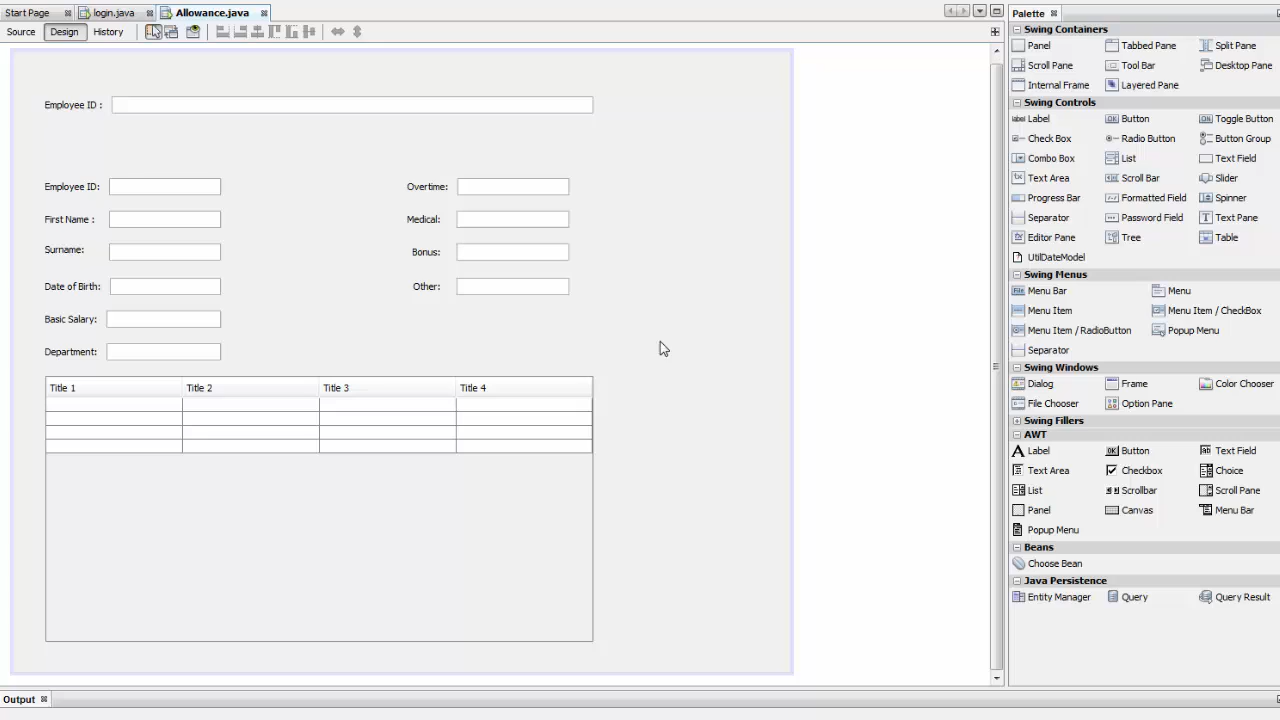 Start Page login.java Allowance.java
Source Design History
Employee ID :
Employee ID: Overtime:
First Name : Medical:
Surname: Bonus:
Date of Birth: Other:
Basic Salary:
Department:
Title 1 Title 2 Title 3 Title 4
Output
Palette
Swing Containers
Panel Tabbed Pane Split Pane
Scroll Pane Tool Bar Desktop Pane
Internal Frame Layered Pane
Swing Controls
label Label OK Button ON Toggle Button
Check Box Radio Button Button Group
Combo Box List Text Field
Text Area Scroll Bar Slider
Progress Bar Formatted Field Spinner
Separator Password Field Text Pane
Editor Pane Tree Table
UtilDateModel
Swing Menus
File Menu Bar Menu
Menu Item Menu Item / CheckBox
Menu Item / RadioButton Popup Menu
Separator
Swing Windows
Dialog Frame Color Chooser
File Chooser Option Pane
Swing Fillers
AWT
Label OK Button Text Field
Text Area Checkbox Choice
List Scrollbar Scroll Pane
Panel Canvas Menu Bar
Popup Menu
Beans
Choose Bean
Java Persistence
Entity Manager Query Query Result